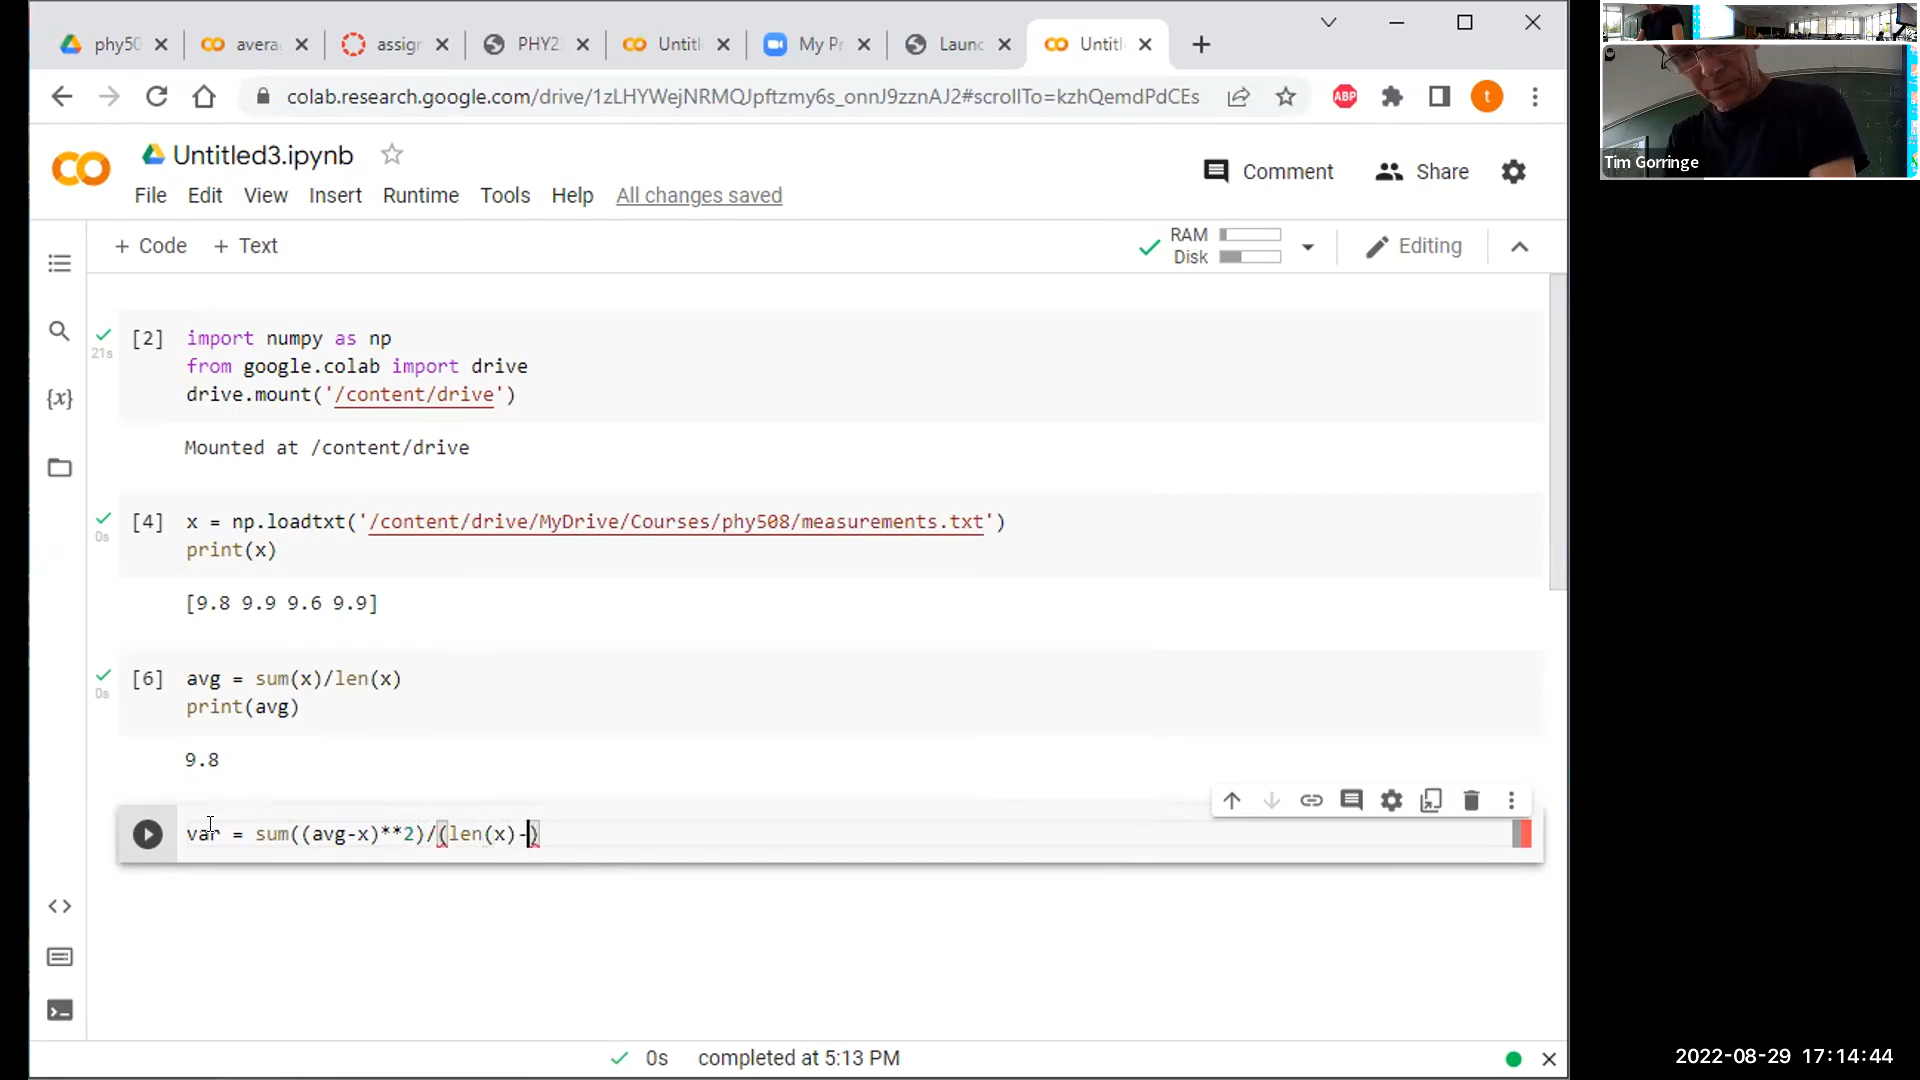 phy50
avera
assigr
PHY2
Untitl
My Pr
Launc
Untitl
colab.research.google.com/drive/1zLHYWejNRMQJpftzmy6s_onnJ9zznAJ2#scrollTo=kzhQemdPdCEs
ABP
t
CO
Untitled3.ipynb
Comment
Share
File Edit View Insert Runtime Tools Help All changes saved
+ Code + Text
RAM
Disk
Editing
[2] import numpy as np
21s
from google.colab import drive
drive.mount('/content/drive')
Mounted at /content/drive
[4] x = np.loadtxt('/content/drive/MyDrive/Courses/phy508/measurements.txt')
0s
print(x)
[9.8 9.9 9.6 9.9]
[6] avg = sum(x)/len(x)
0s
print(avg)
9.8
var = sum((avg-x)**2)/(len(x)-)
0s completed at 5:13 PM
Tim Gorringe
2022-08-29 17:14:44